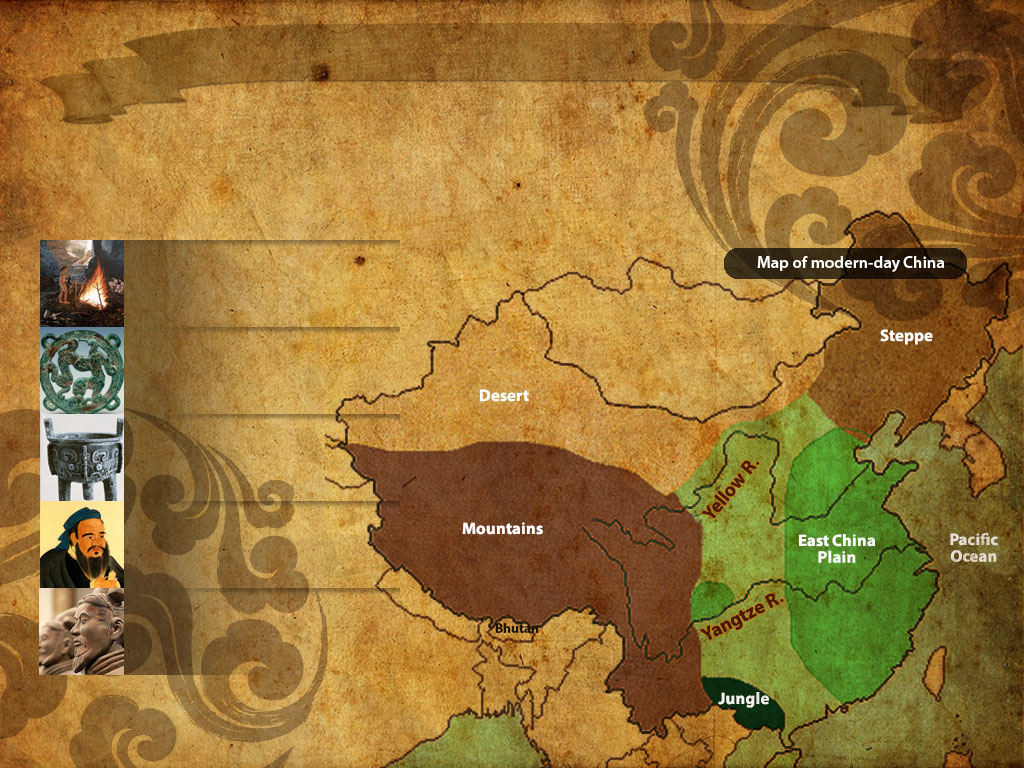 Map of modern-day China
Steppe
Desert
Yellow R.
Mountains
East China
Plain
Pacific
Ocean
Yangtze R.
Bhutan
Jungle